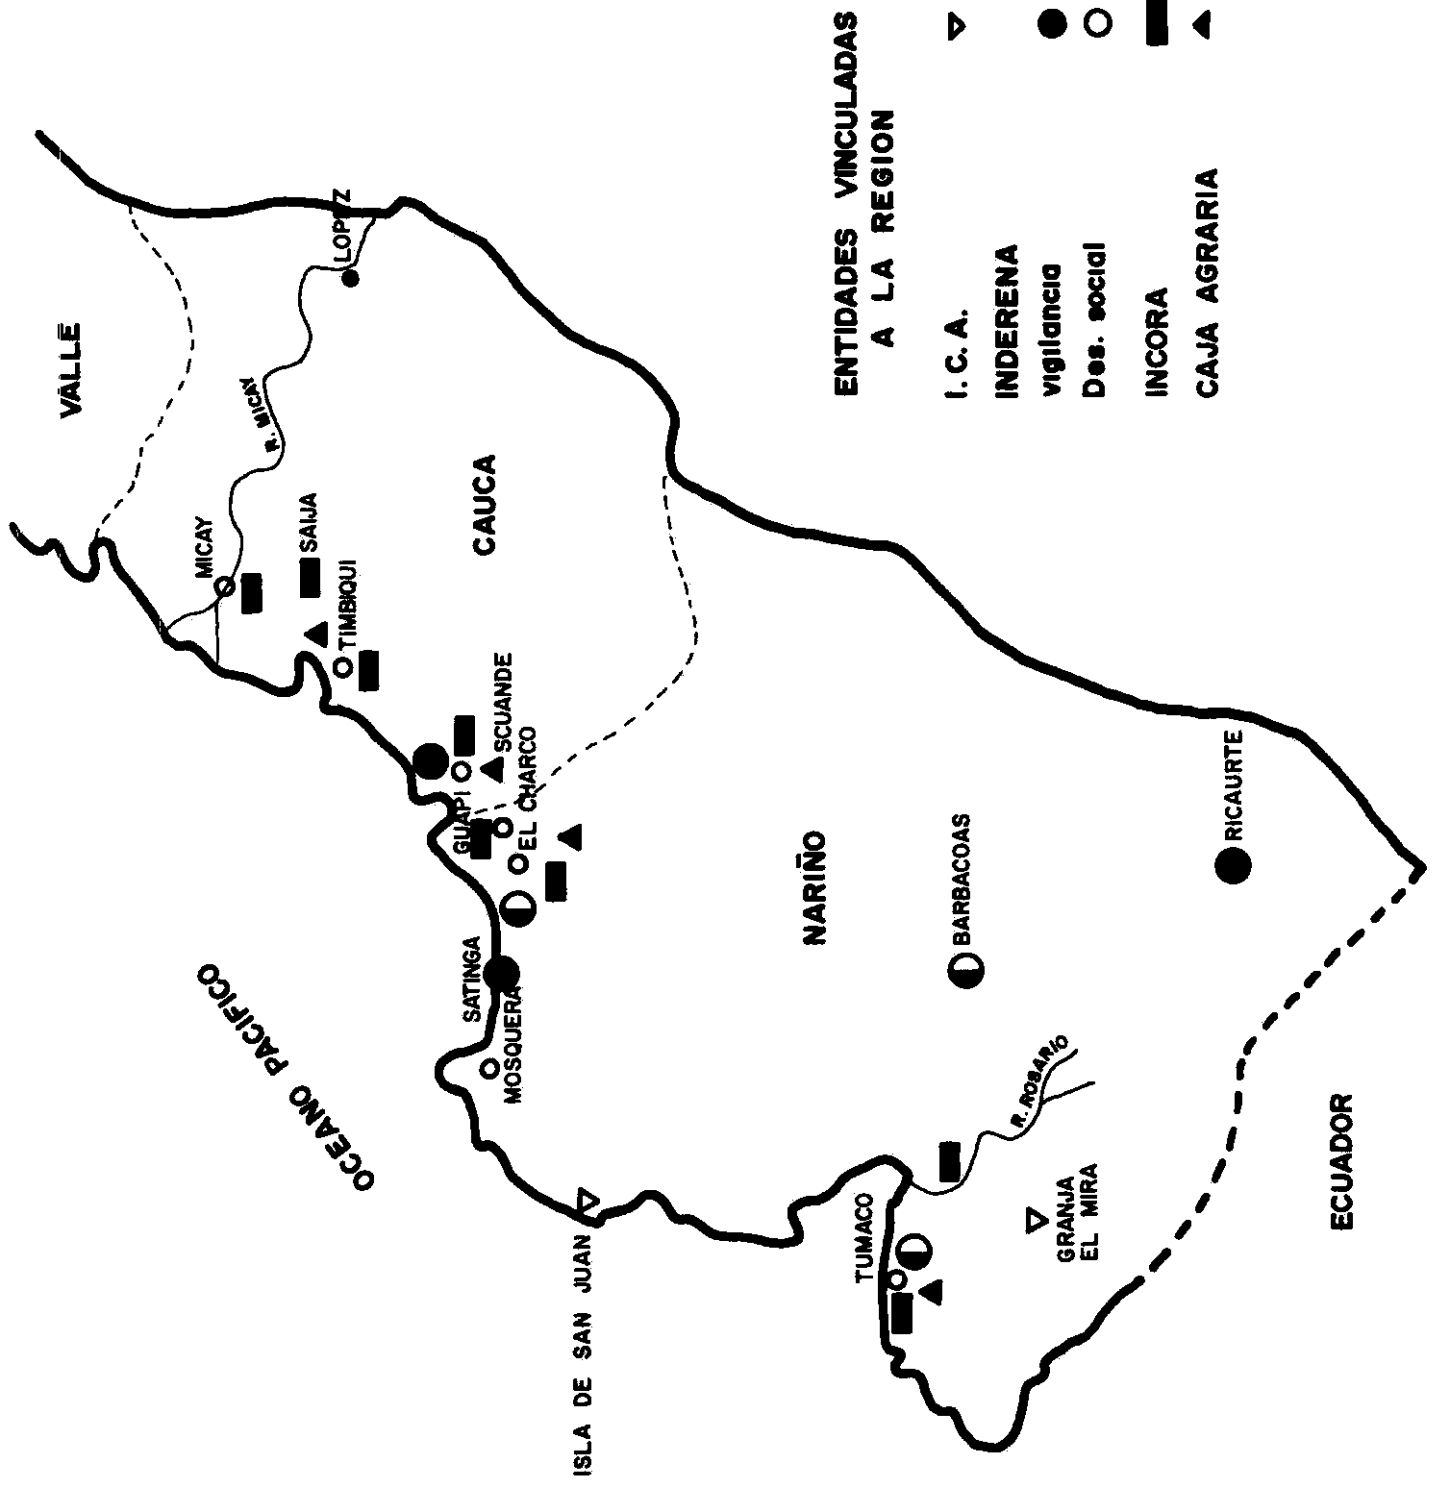 VALLE
LOPEZ
R. MICAY
MICAY
SAIJA
TIMBIQUI
CAUCA
SCUANDE
GUAPI
EL CHARCO
OCEANO PACIFICO
SATINGA
MOSQUERA
NARIÑO
BARBACOAS
RICAURTE
ISLA DE SAN JUAN
TUMACO
R. ROSARIO
GRANJA
EL MIRA
ECUADOR
ENTIDADES VINCULADAS
A LA REGION
I. C. A.
INDERENA
vigilancia
Des. social
INCORA
CAJA AGRARIA